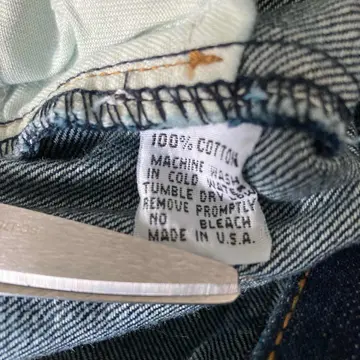 100% COTTON
MACHINE WASH
IN COLD WATER
TUMBLE DRY
REMOVE PROMPTLY
NO BLEACH
MADE IN U.S.A.